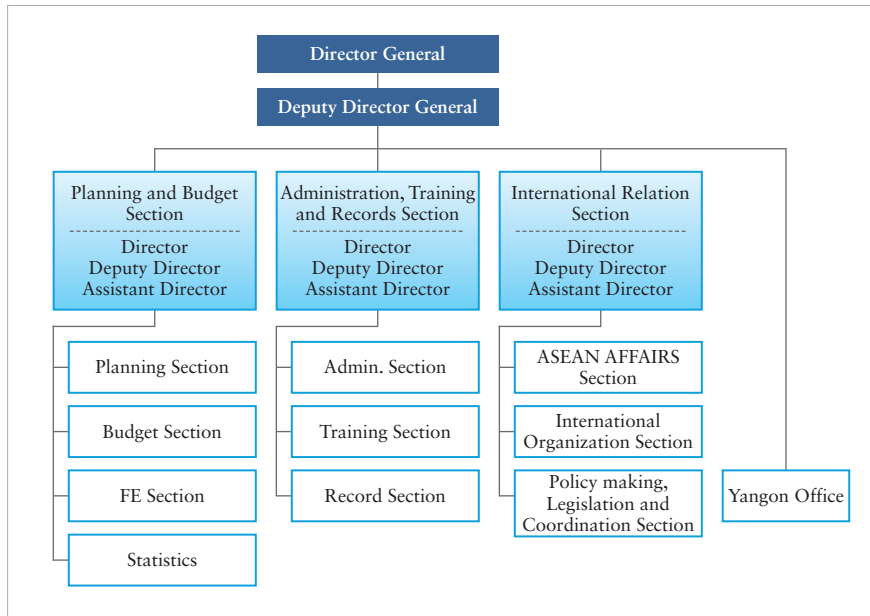 Director General
Deputy Director General
Planning and Budget
Section
Director
Deputy Director
Assistant Director
Planning Section
Budget Section
FE Section
Statistics
Administration, Training
and Records Section
Director
Deputy Director
Assistant Director
Admin. Section
Training Section
Record Section
International Relation
Section
Director
Deputy Director
Assistant Director
ASEAN AFFAIRS
Section
International
Organization Section
Policy making,
Legislation and
Coordination Section
Yangon Office